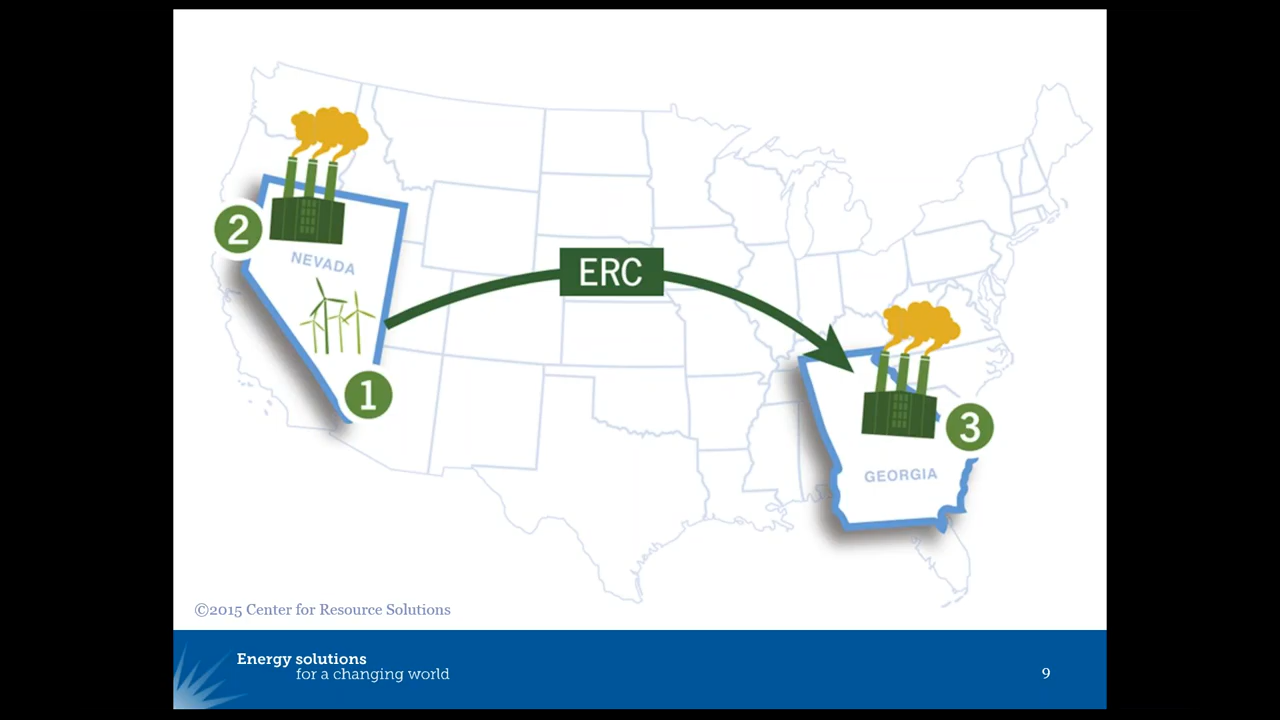 2
NEVADA
1
ERC
3
GEORGIA
©2015 Center for Resource Solutions
Energy solutions
for a changing world
9